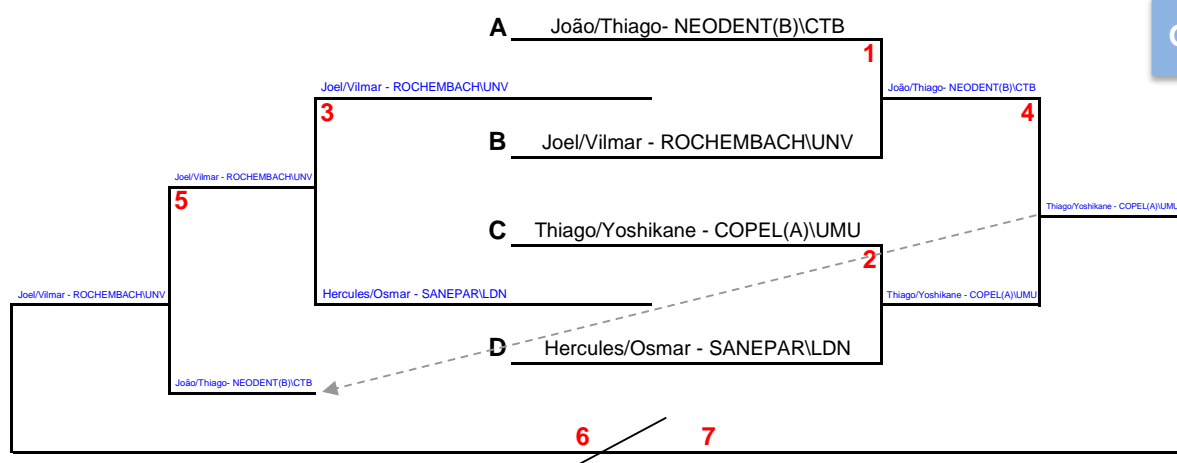 A João/Thiago- NEODENT(B)\CTB
C
1
Joel/Vilmar - ROCHEMBACH\UNV
João/Thiago- NEODENT(B)\CTB
3
4
B Joel/Vilmar - ROCHEMBACH\UNV
Joel/Vilmar - ROCHEMBACH\UNV
5
Thiago/Yoshikane - COPEL(A)\UMU
C Thiago/Yoshikane - COPEL(A)\UMU
2
Joel/Vilmar - ROCHEMBACH\UNV
Hercules/Osmar - SANEPAR\LDN
Thiago/Yoshikane - COPEL(A)\UMU
D Hercules/Osmar - SANEPAR\LDN
João/Thiago- NEODENT(B)\CTB
6 7